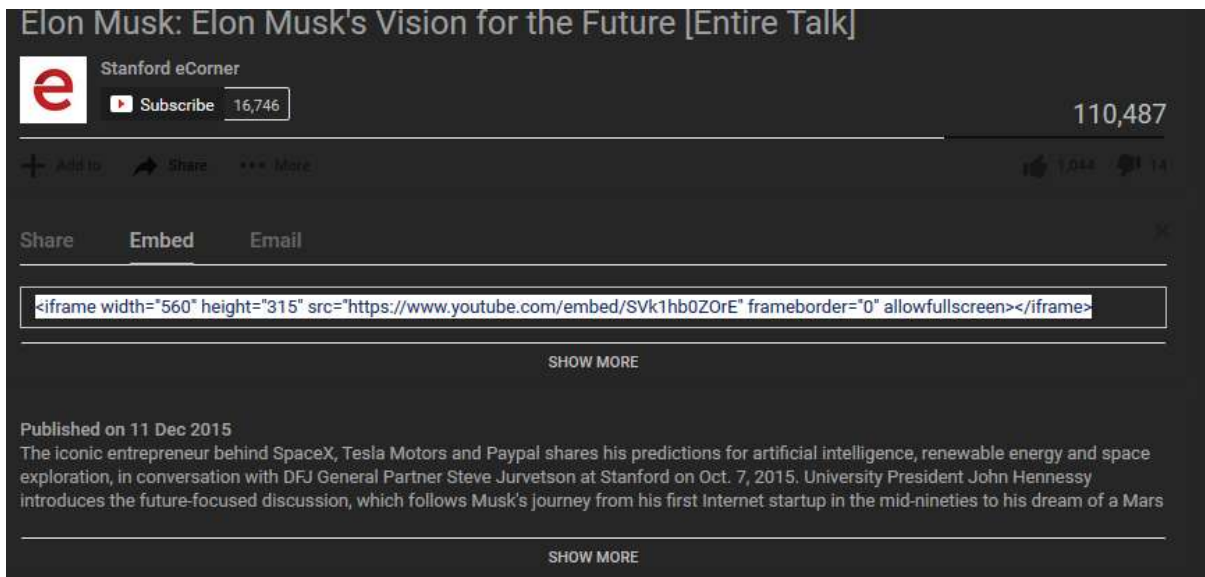 Elon Musk: Elon Musk's Vision for the Future [Entire Talk]
e
Stanford eCorner
Subscribe 16,746
110,487
Add to Share More
1,044 14
Share Embed Email
<iframe width="560" height="315" src="https://www.youtube.com/embed/SVk1hb0ZOrE" frameborder="0" allowfullscreen></iframe>
SHOW MORE
Published on 11 Dec 2015
The iconic entrepreneur behind SpaceX, Tesla Motors and Paypal shares his predictions for artificial intelligence, renewable energy and space
exploration, in conversation with DFJ General Partner Steve Jurvetson at Stanford on Oct. 7, 2015. University President John Hennessy
introduces the future-focused discussion, which follows Musk's journey from his first Internet startup in the mid-nineties to his dream of a Mars
SHOW MORE